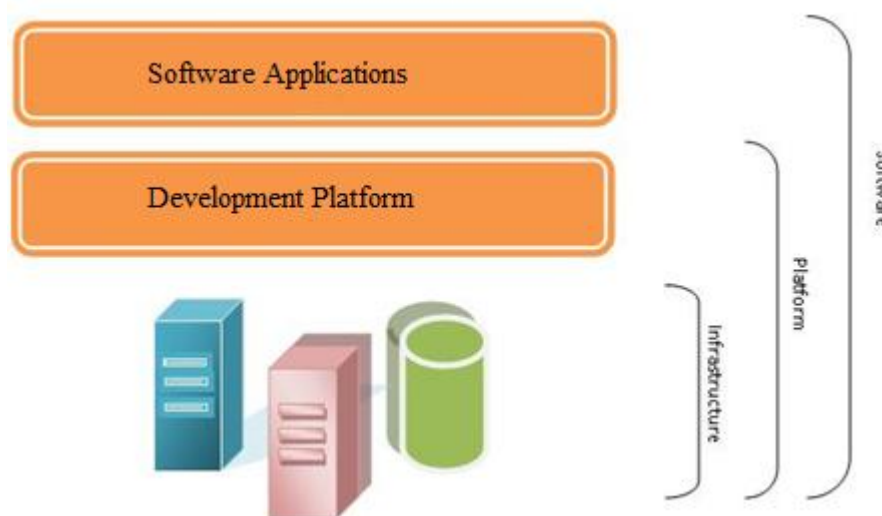 Software Applications
Development Platform
Infrastructure
Platform